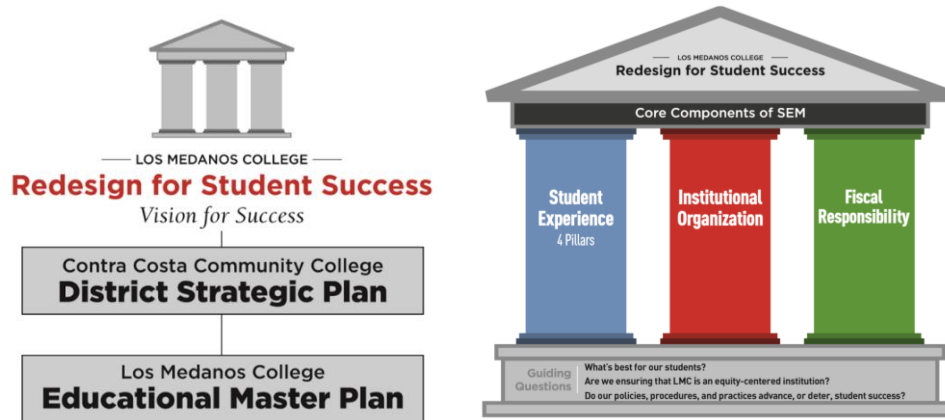 LOS MEDANOS COLLEGE
Redesign for Student Success
Vision for Success
Contra Costa Community College
District Strategic Plan
Los Medanos College
Educational Master Plan
LOS MEDANOS COLLEGE
Redesign for Student Success
Core Components of SEM
Student
Experience
4 Pillars
Institutional
Organization
Fiscal
Responsibility
Guiding
Questions
What's best for our students?
Are we ensuring that LMC is an equity-centered institution?
Do our policies, procedures, and practices advance, or deter, student success?